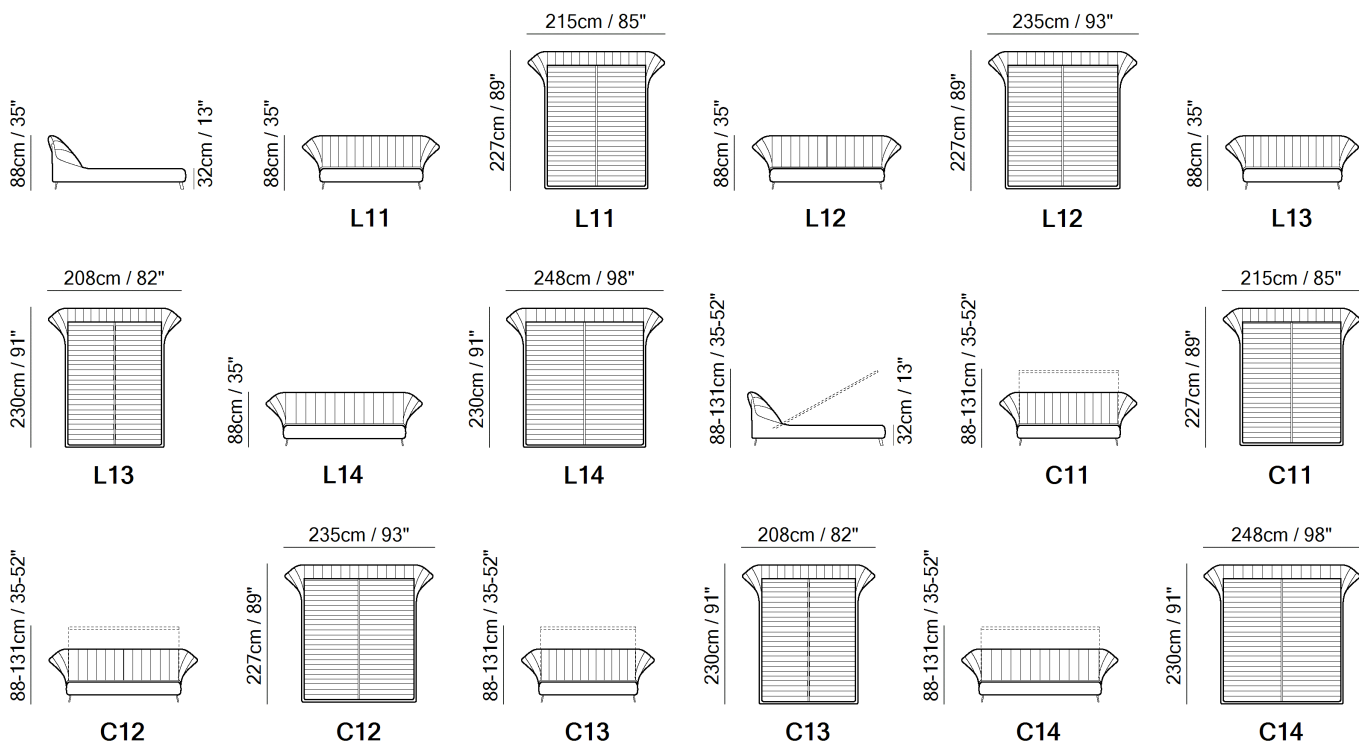 215cm / 85"
235cm / 93"
88cm / 35"
32cm / 13"
88cm / 35"
227cm / 89"
88cm / 35"
227cm / 89"
88cm / 35"
L11
L11
L12
L12
L13
208cm / 82"
248cm / 98"
215cm / 85"
230cm / 91"
88cm / 35"
230cm / 91"
88-131cm / 35-52"
32cm / 13"
88-131cm / 35-52"
227cm / 89"
L13
L14
L14
C11
C11
235cm / 93"
208cm / 82"
248cm / 98"
88-131cm / 35-52"
227cm / 89"
88-131cm / 35-52"
230cm / 91"
88-131cm / 35-52"
230cm / 91"
C12
C12
C13
C13
C14
C14